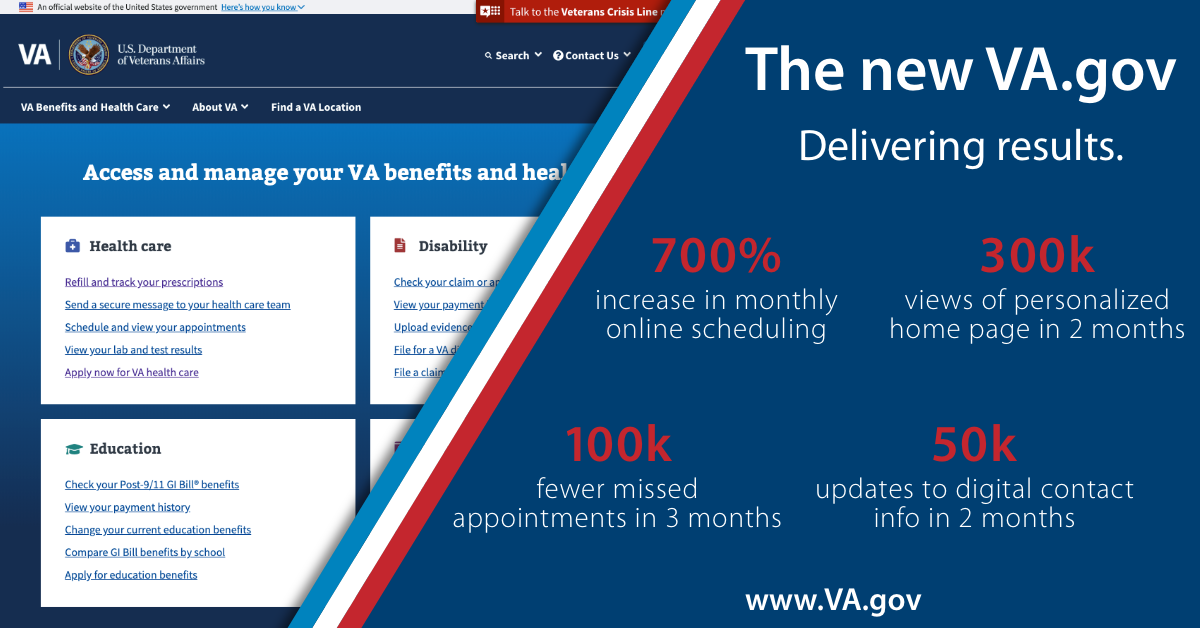 An official website of the United States government Here's how you know
Talk to the Veterans Crisis Line
VA
U.S. Department
of Veterans Affairs
Search
Contact Us
VA Benefits and Health Care
About VA
Find a VA Location
Access and manage your VA benefits and
Health care
Refill and track your prescriptions
Send a secure message to your health care team
Schedule and view your appointments
View your lab and test results
Apply now for VA health care
Disability
Check your claim or
View your payment
Upload evidence
File for a VA
File a claim
Education
Check your Post-9/11 GI Bill® benefits
View your payment history
Change your current education benefits
Compare GI Bill benefits by school
Apply for education benefits
The new VA.gov
Delivering results.
700%
increase in monthly
online scheduling
300k
views of personalized
home page in 2 months
100k
fewer missed
appointments in 3 months
50k
updates to digital contact
info in 2 months
www.VA.gov